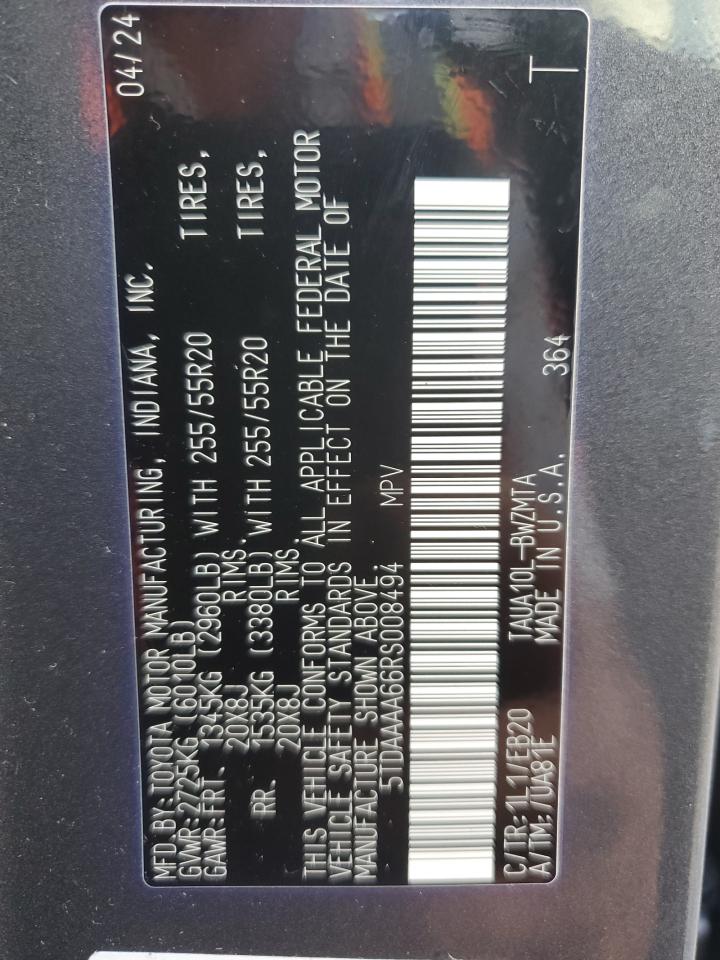 MFD. BY: TOYOTA MOTOR MANUFACTURING, INDIANA, INC. 04/24
GVWR: 2725KG (6010LB)
GAWR: FRT. 1345KG (2960LB) WITH 255/55R20 TIRES,
20X8J RIMS.
RR. 1535KG (3380LB) WITH 255/55R20 TIRES,
20X8J RIMS.
THIS VEHICLE CONFORMS TO ALL APPLICABLE FEDERAL MOTOR
VEHICLE SAFETY STANDARDS IN EFFECT ON THE DATE OF
MANUFACTURE SHOWN ABOVE.
5TDAAAA66RS008494 MPV
C/TR: 1L1/EB20 TAUA10L-BWZMTA
A/TM: /UA81E MADE IN U.S.A. 364 T